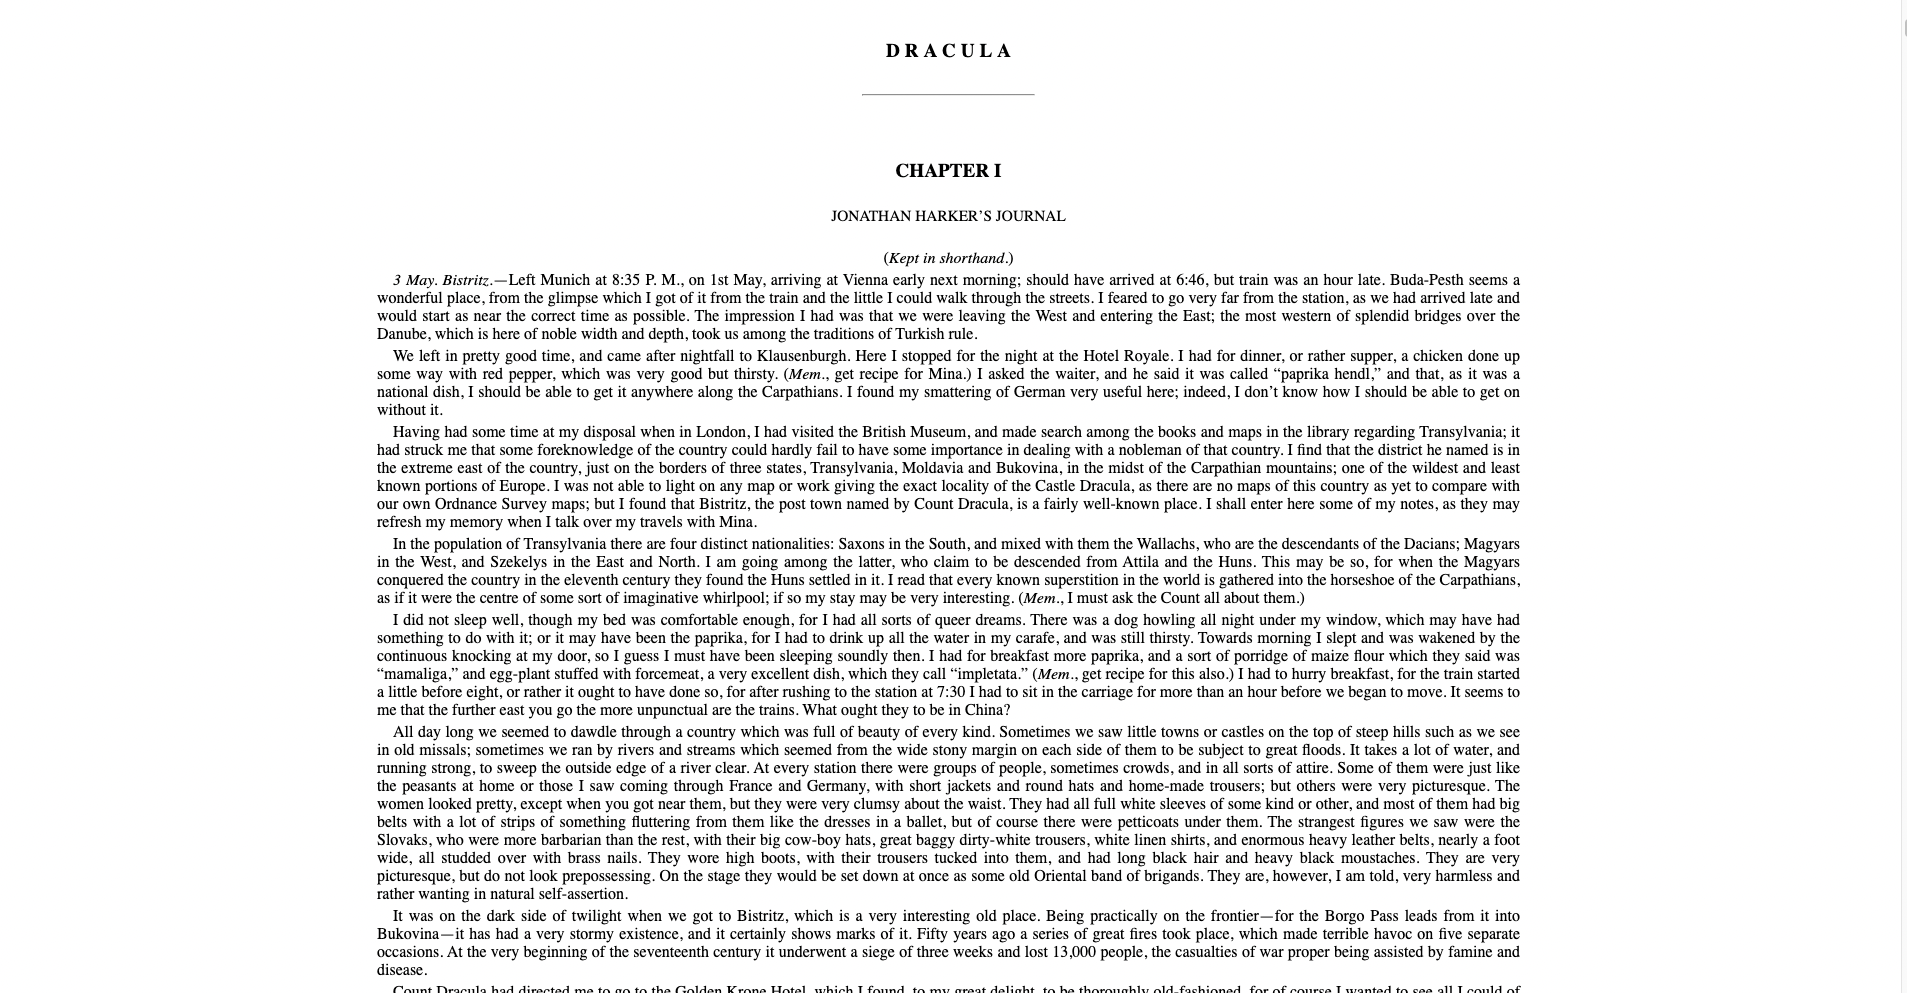 DRACULA
CHAPTER I
JONATHAN HARKER’S JOURNAL
(Kept in shorthand.)
3 May. Bistritz.—Left Munich at 8:35 P. M., on 1st May, arriving at Vienna early next morning; should have arrived at 6:46, but train was an hour late. Buda-Pesth seems a
wonderful place, from the glimpse which I got of it from the train and the little I could walk through the streets. I feared to go very far from the station, as we had arrived late and
would start as near the correct time as possible. The impression I had was that we were leaving the West and entering the East; the most western of splendid bridges over the
Danube, which is here of noble width and depth, took us among the traditions of Turkish rule.
We left in pretty good time, and came after nightfall to Klausenburgh. Here I stopped for the night at the Hotel Royale. I had for dinner, or rather supper, a chicken done up
some way with red pepper, which was very good but thirsty. (Mem., get recipe for Mina.) I asked the waiter, and he said it was called “paprika hendl,” and that, as it was a
national dish, I should be able to get it anywhere along the Carpathians. I found my smattering of German very useful here; indeed, I don’t know how I should be able to get on
without it.
Having had some time at my disposal when in London, I had visited the British Museum, and made search among the books and maps in the library regarding Transylvania; it
had struck me that some foreknowledge of the country could hardly fail to have some importance in dealing with a nobleman of that country. I find that the district he named is in
the extreme east of the country, just on the borders of three states, Transylvania, Moldavia and Bukovina, in the midst of the Carpathian mountains; one of the wildest and least
known portions of Europe. I was not able to light on any map or work giving the exact locality of the Castle Dracula, as there are no maps of this country as yet to compare with
our own Ordnance Survey maps; but I found that Bistritz, the post town named by Count Dracula, is a fairly well-known place. I shall enter here some of my notes, as they may
refresh my memory when I talk over my travels with Mina.
In the population of Transylvania there are four distinct nationalities: Saxons in the South, and mixed with them the Wallachs, who are the descendants of the Dacians; Magyars
in the West, and Szekelys in the East and North. I am going among the latter, who claim to be descended from Attila and the Huns. This may be so, for when the Magyars
conquered the country in the eleventh century they found the Huns settled in it. I read that every known superstition in the world is gathered into the horseshoe of the Carpathians,
as if it were the centre of some sort of imaginative whirlpool; if so my stay may be very interesting. (Mem., I must ask the Count all about them.)
I did not sleep well, though my bed was comfortable enough, for I had all sorts of queer dreams. There was a dog howling all night under my window, which may have had
something to do with it; or it may have been the paprika, for I had to drink up all the water in my carafe, and was still thirsty. Towards morning I slept and was wakened by the
continuous knocking at my door, so I guess I must have been sleeping soundly then. I had for breakfast more paprika, and a sort of porridge of maize flour which they said was
“mamaliga,” and egg-plant stuffed with forcemeat, a very excellent dish, which they call “impletata.” (Mem., get recipe for this also.) I had to hurry breakfast, for the train started
a little before eight, or rather it ought to have done so, for after rushing to the station at 7:30 I had to sit in the carriage for more than an hour before we began to move. It seems to
me that the further east you go the more unpunctual are the trains. What ought they to be in China?
All day long we seemed to dawdle through a country which was full of beauty of every kind. Sometimes we saw little towns or castles on the top of steep hills such as we see
in old missals; sometimes we ran by rivers and streams which seemed from the wide stony margin on each side of them to be subject to great floods. It takes a lot of water, and
running strong, to sweep the outside edge of a river clear. At every station there were groups of people, sometimes crowds, and in all sorts of attire. Some of them were just like
the peasants at home or those I saw coming through France and Germany, with short jackets and round hats and home-made trousers; but others were very picturesque. The
women looked pretty, except when you got near them, but they were very clumsy about the waist. They had all full white sleeves of some kind or other, and most of them had big
belts with a lot of strips of something fluttering from them like the dresses in a ballet, but of course there were petticoats under them. The strangest figures we saw were the
Slovaks, who were more barbarian than the rest, with their big cow-boy hats, great baggy dirty-white trousers, white linen shirts, and enormous heavy leather belts, nearly a foot
wide, all studded over with brass nails. They wore high boots, with their trousers tucked into them, and had long black hair and heavy black moustaches. They are very
picturesque, but do not look prepossessing. On the stage they would be set down at once as some old Oriental band of brigands. They are, however, I am told, very harmless and
rather wanting in natural self-assertion.
It was on the dark side of twilight when we got to Bistritz, which is a very interesting old place. Being practically on the frontier—for the Borgo Pass leads from it into
Bukovina—it has had a very stormy existence, and it certainly shows marks of it. Fifty years ago a series of great fires took place, which made terrible havoc on five separate
occasions. At the very beginning of the seventeenth century it underwent a siege of three weeks and lost 13,000 people, the casualties of war proper being assisted by famine and
disease.
Count Dracula had directed me to go to the Golden Krone Hotel, which I found, to my great delight, to be thoroughly old-fashioned, for of course I wanted to see all I could of